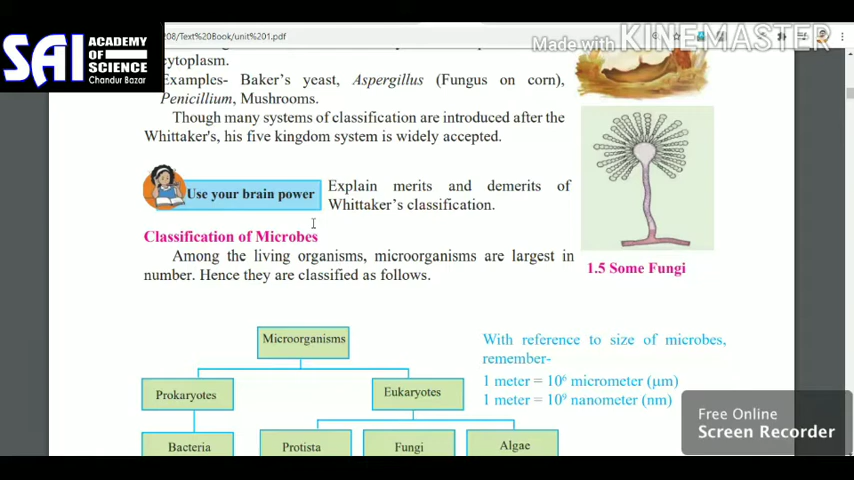 SAI ACADEMY
OF
SCIENCE
Chandur Bazar
208/Text%20Book/unit%201.pdf
Made with KINEMASTER
cytoplasm.
Examples- Baker's yeast, Aspergillus (Fungus on corn),
Penicillium, Mushrooms.
Though many systems of classification are introduced after the
Whittaker's, his five kingdom system is widely accepted.
Use your brain power
Explain merits and demerits of
Whittaker's classification.
Classification of Microbes
Among the living organisms, microorganisms are largest in
number. Hence they are classified as follows.
1.5 Some Fungi
Microorganisms
Prokaryotes
Eukaryotes
Bacteria
Protista
Fungi
Algae
With reference to size of microbes,
remember-
1 meter = 10⁶ micrometer (μm)
1 meter = 10⁹ nanometer (nm)
Free Online
Screen Recorder